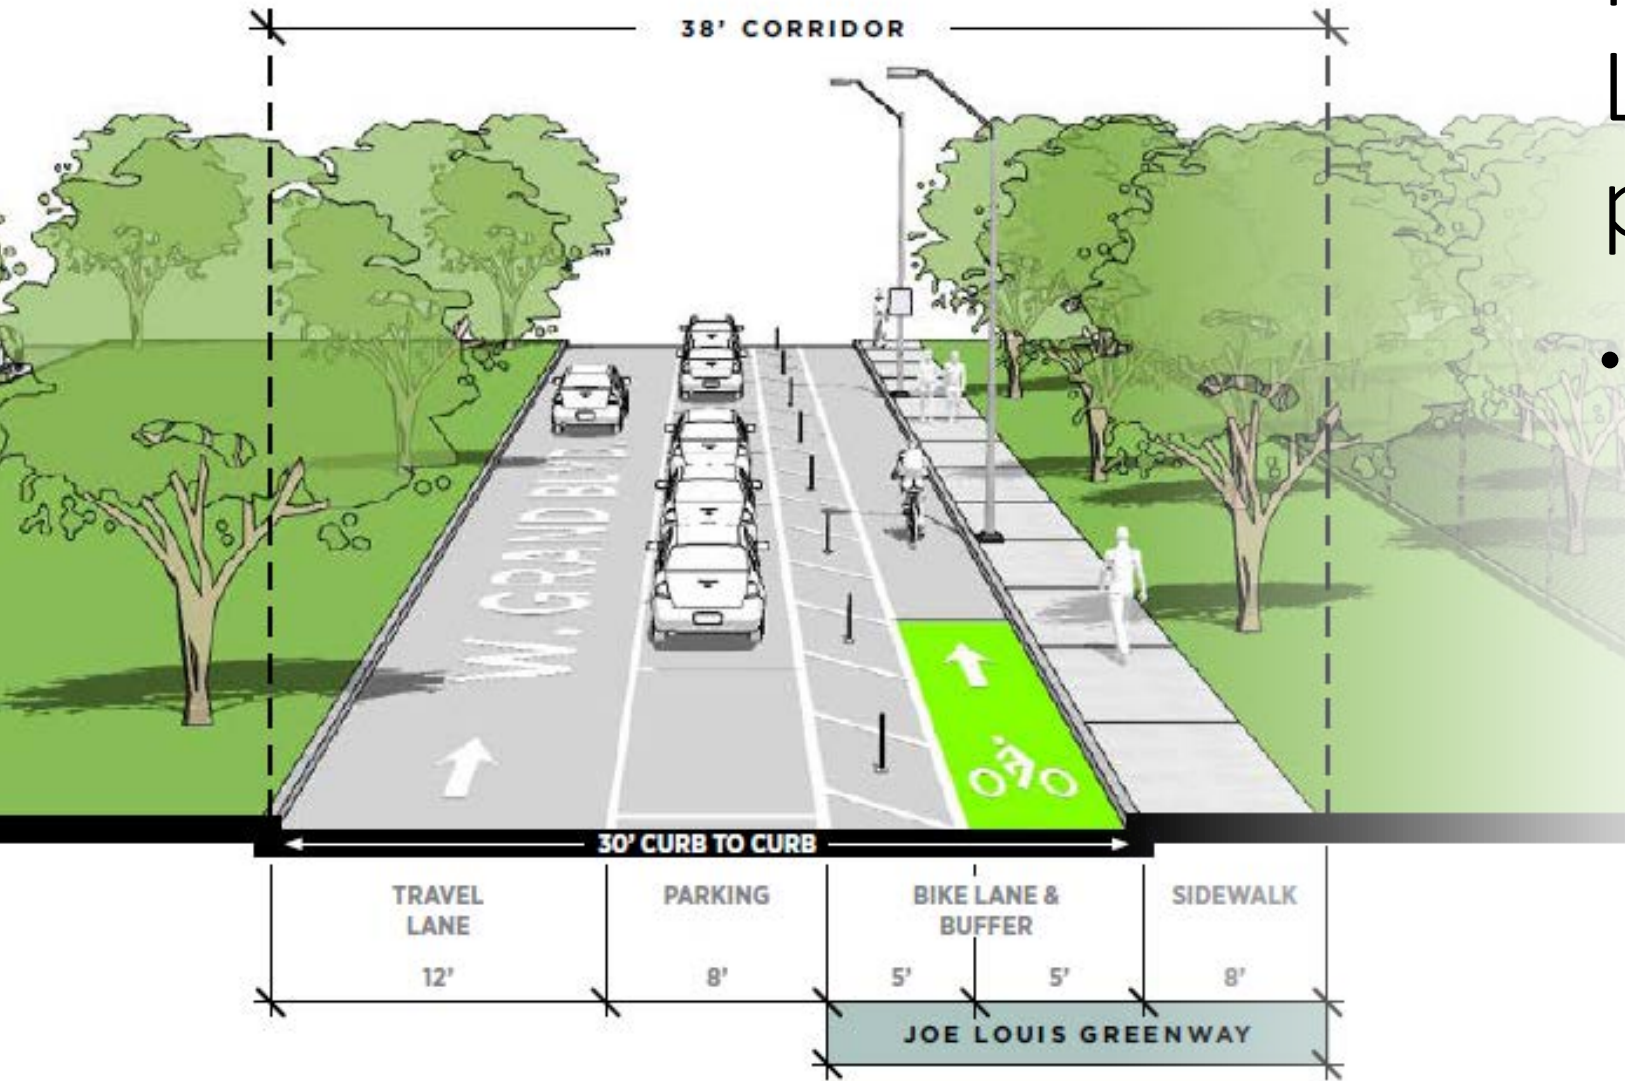 38' CORRIDOR
L
p
•
W. GRAND BLVD
30' CURB TO CURB
TRAVEL
LANE
PARKING
BIKE LANE &
BUFFER
SIDEWALK
12'
8'
5'
5'
8'
JOE LOUIS GREENWAY